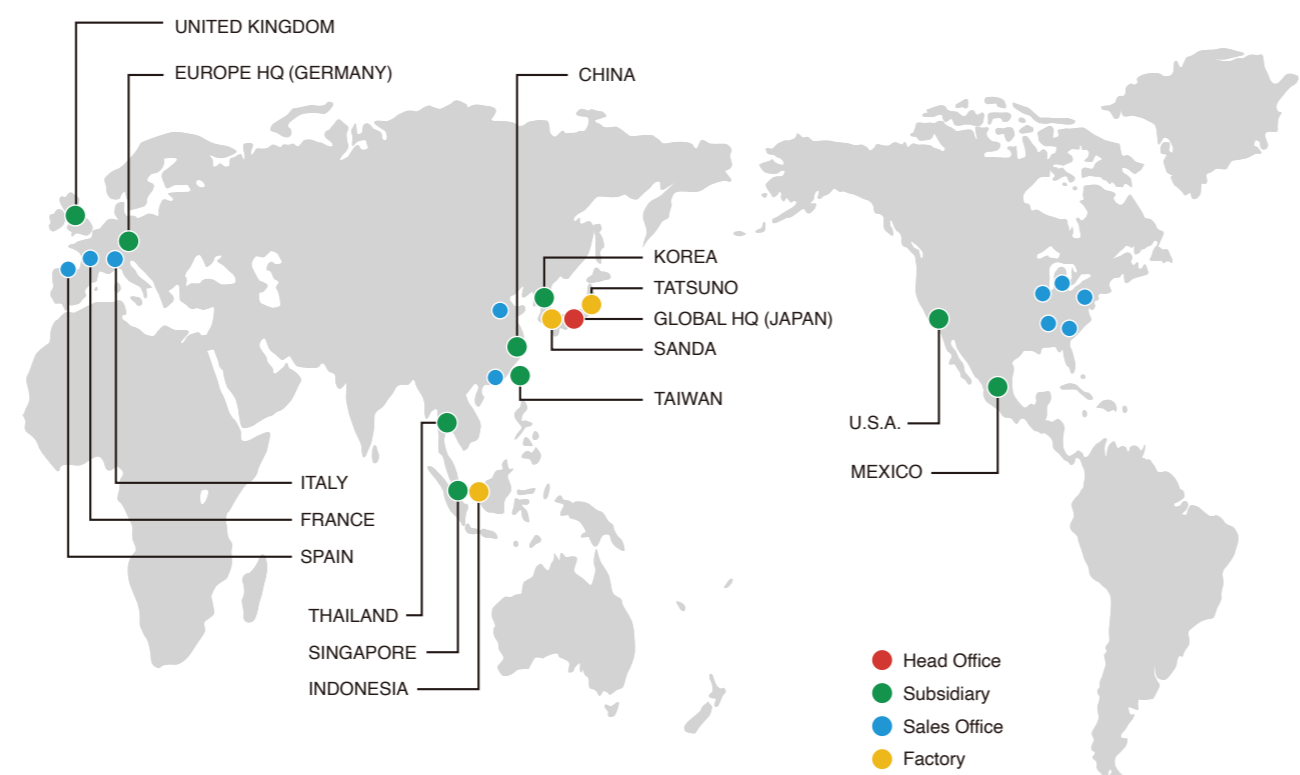 UNITED KINGDOM
EUROPE HQ (GERMANY)
CHINA
KOREA
TATSUNO
GLOBAL HQ (JAPAN)
SANDA
TAIWAN
U.S.A.
MEXICO
ITALY
FRANCE
SPAIN
THAILAND
SINGAPORE
INDONESIA
Head Office
Subsidiary
Sales Office
Factory